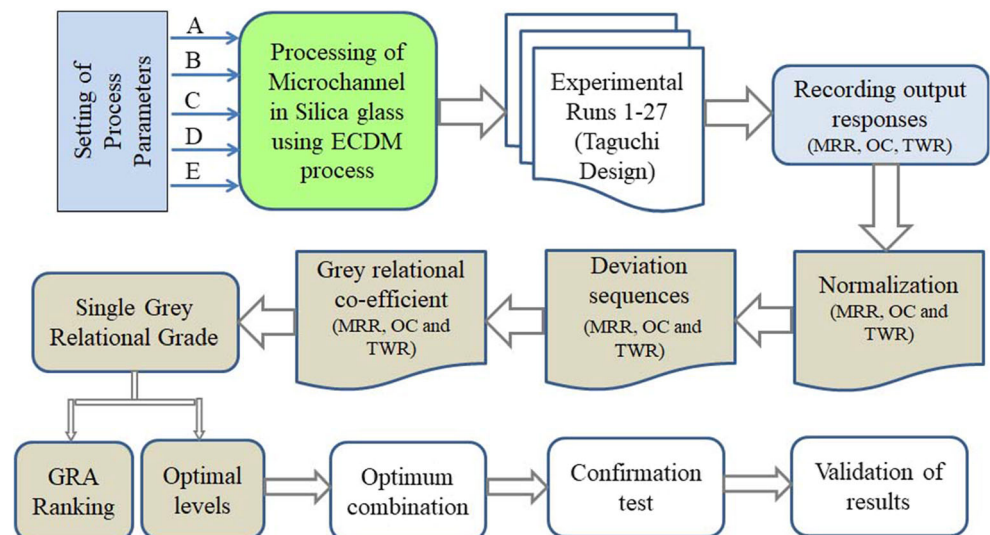 Setting of
Process
Parameters
A
B
C
D
E
Processing of
Microchannel
in Silica glass
using ECDM
process
Experimental
Runs 1-27
(Taguchi
Design)
Recording output
responses
(MRR, OC, TWR)
Normalization
(MRR, OC and
TWR)
Deviation
sequences
(MRR, OC and
TWR)
Grey relational
co-efficient
(MRR, OC and
TWR)
Single Grey
Relational Grade
GRA
Ranking
Optimal
levels
Optimum
combination
Confirmation
test
Validation of
results